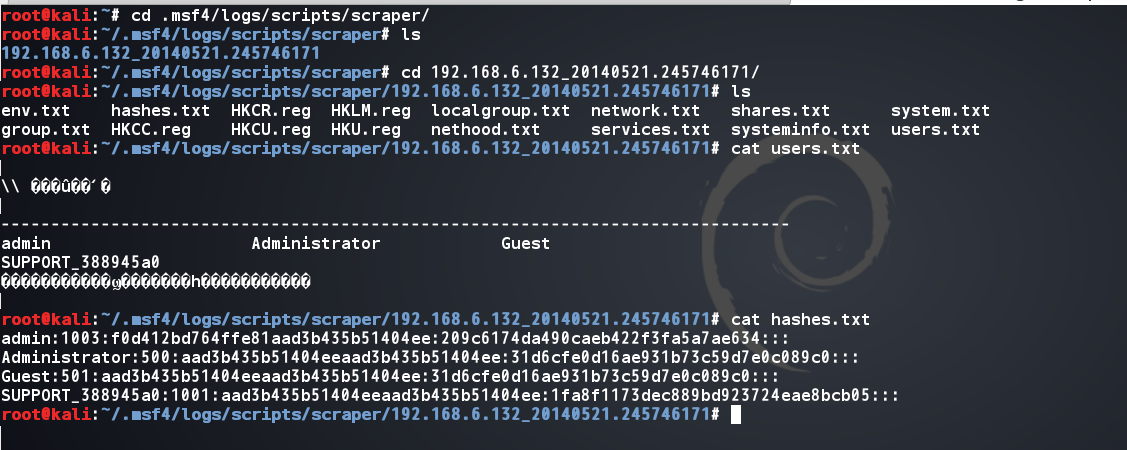 root@kali:~# cd .msf4/logs/scripts/scraper/
root@kali:~/.msf4/logs/scripts/scraper# ls
192.168.6.132_20140521.245746171
root@kali:~/.msf4/logs/scripts/scraper# cd 192.168.6.132_20140521.245746171/
root@kali:~/.msf4/logs/scripts/scraper/192.168.6.132_20140521.245746171# ls
env.txt hashes.txt HKCR.reg HKLM.reg localgroup.txt network.txt shares.txt system.txt
group.txt HKCC.reg HKCU.reg HKU.reg nethood.txt services.txt systeminfo.txt users.txt
root@kali:~/.msf4/logs/scripts/scraper/192.168.6.132_20140521.245746171# cat users.txt
\\ ���û��´�
-------------------------------------------------------------------------------
admin Administrator Guest
SUPPORT_388945a0
root@kali:~/.msf4/logs/scripts/scraper/192.168.6.132_20140521.245746171# cat hashes.txt
admin:1003:f0d412bd764ffe81aad3b435b51404ee:209c6174da490caeb422f3fa5a7ae634:::
Administrator:500:aad3b435b51404eeaad3b435b51404ee:31d6cfe0d16ae931b73c59d7e0c089c0:::
Guest:501:aad3b435b51404eeaad3b435b51404ee:31d6cfe0d16ae931b73c59d7e0c089c0:::
SUPPORT_388945a0:1001:aad3b435b51404eeaad3b435b51404ee:1fa8f1173dec889bd923724eae8bcb05:::
root@kali:~/.msf4/logs/scripts/scraper/192.168.6.132_20140521.245746171#